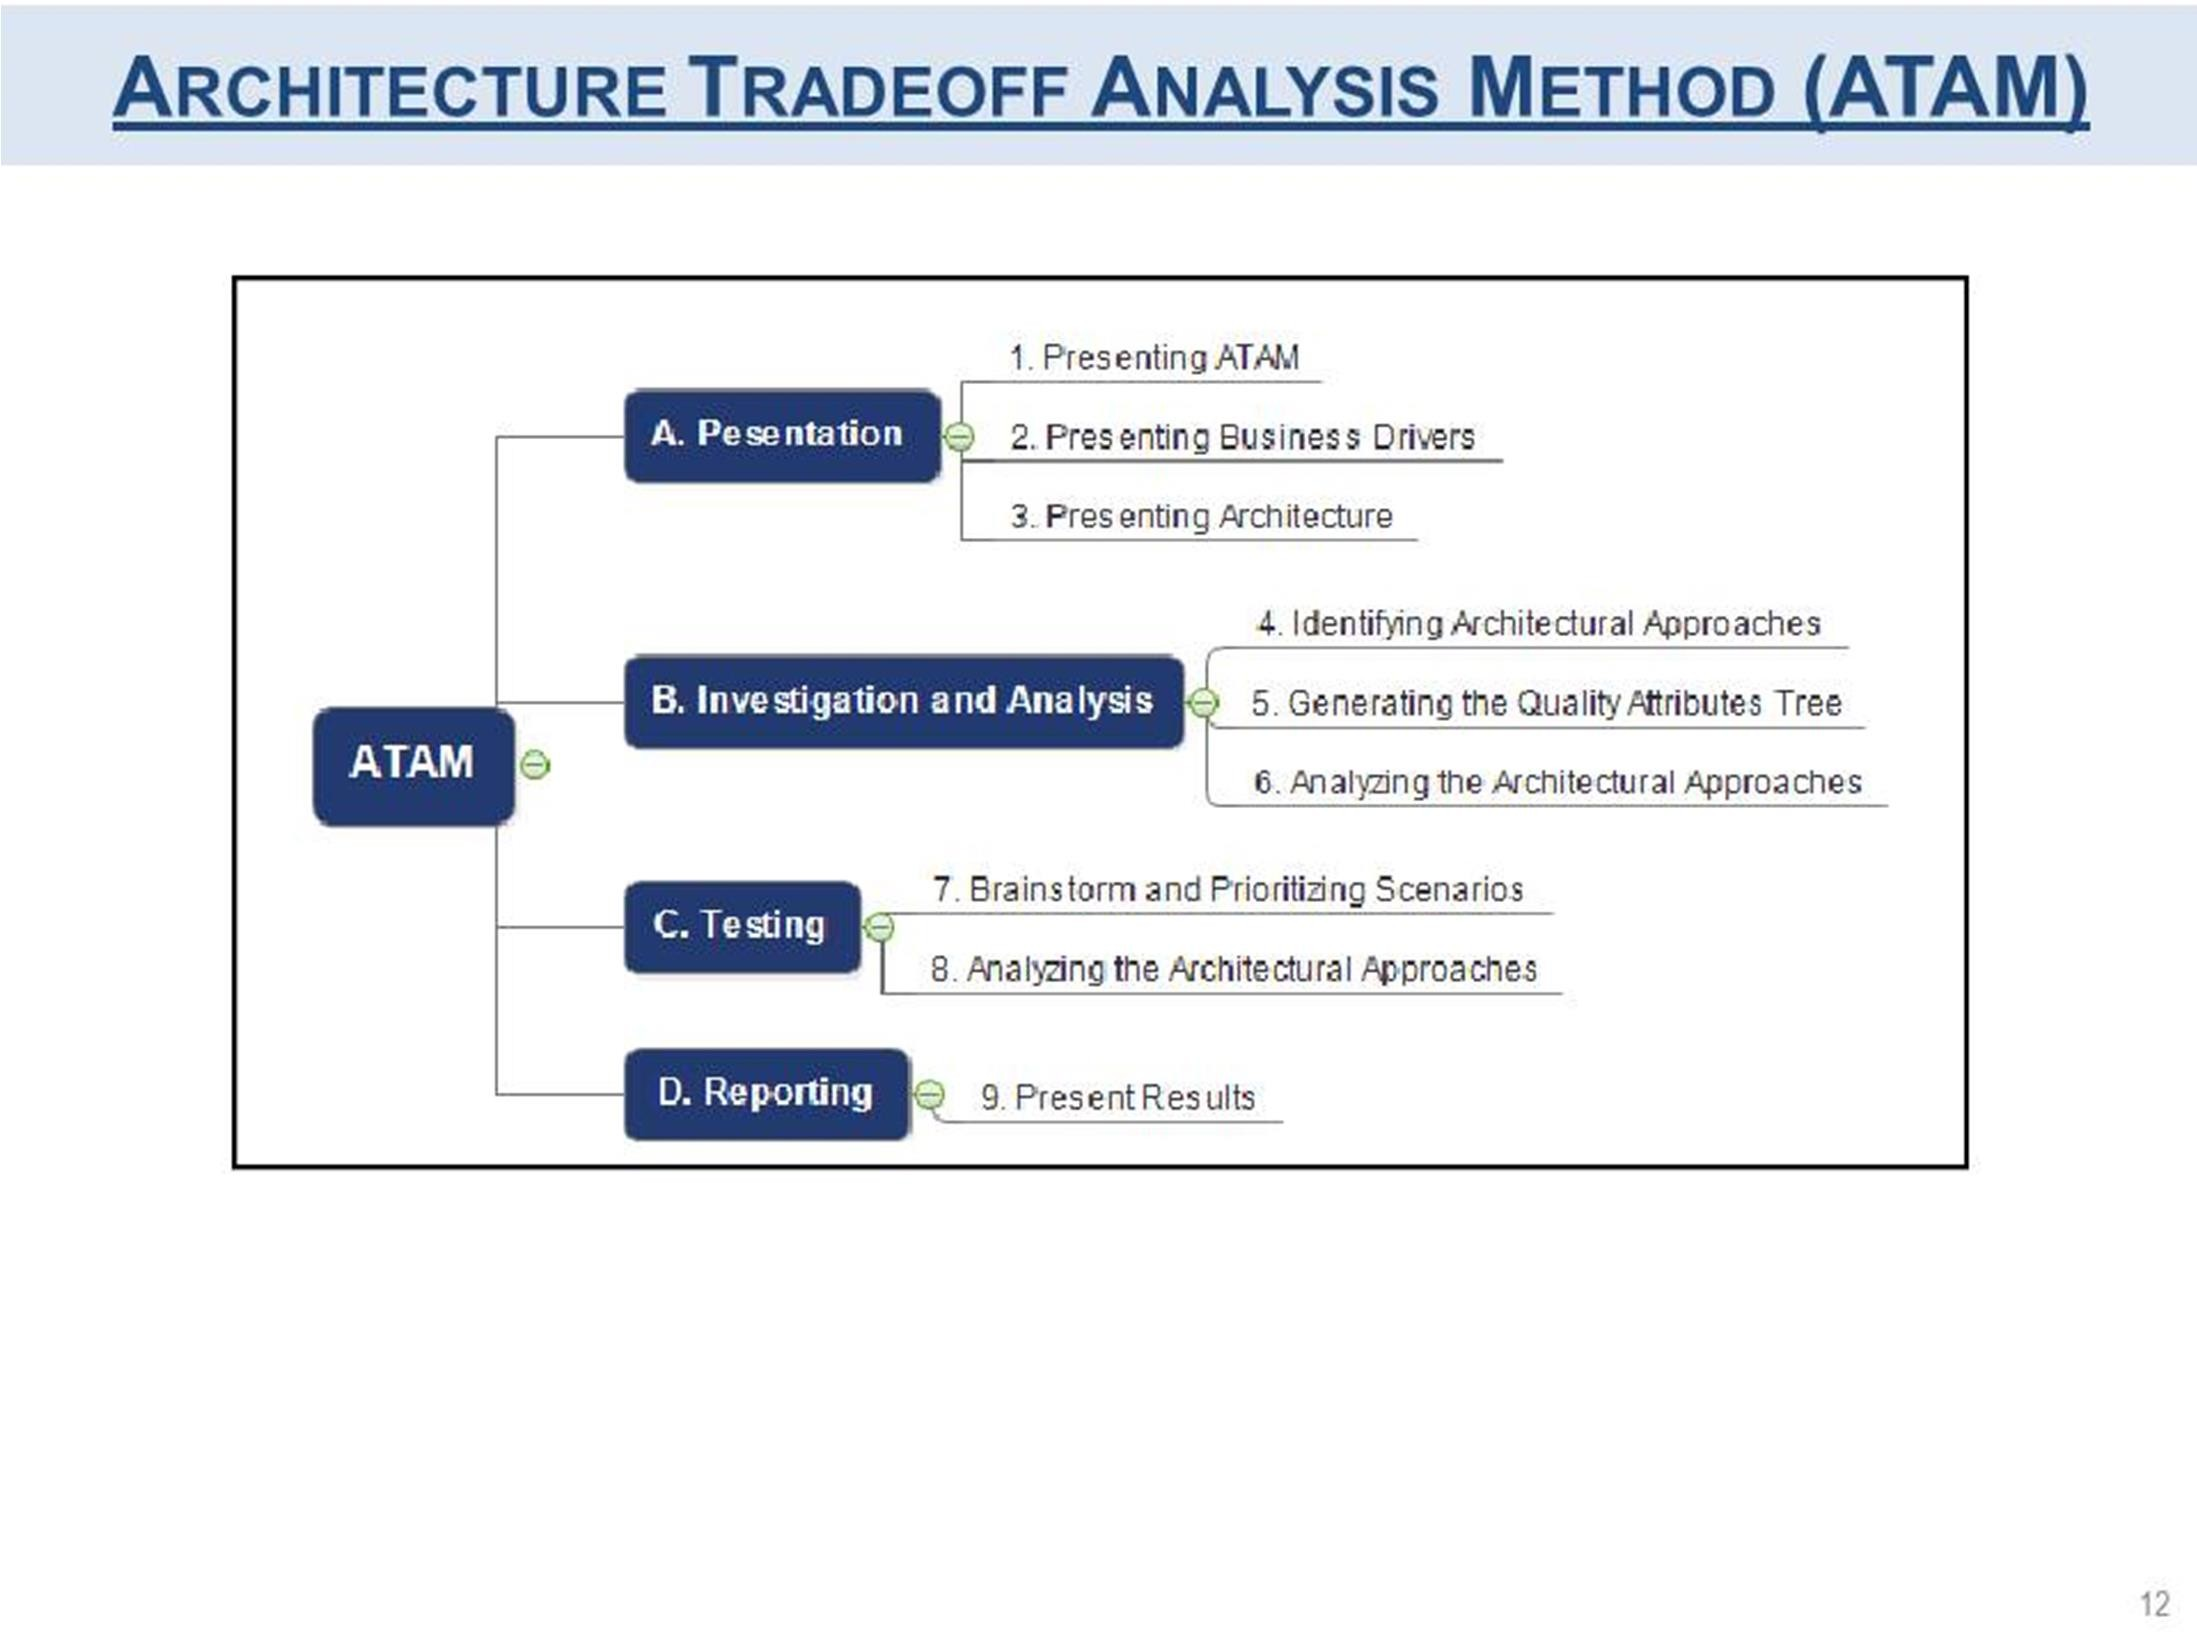 ARCHITECTURE TRADEOFF ANALYSIS METHOD (ATAM)
1. Presenting ATAM
A. Pesentation
2. Presenting Business Drivers
3. Presenting Architecture
4. Identifying Architectural Approaches
B. Investigation and Analysis
5. Generating the Quality Attributes Tree
ATAM
6. Analyzing the Architectural Approaches
7. Brainstorm and Prioritizing Scenarios
C. Testing
8. Analyzing the Architectural Approaches
D. Reporting
9. Present Results
12